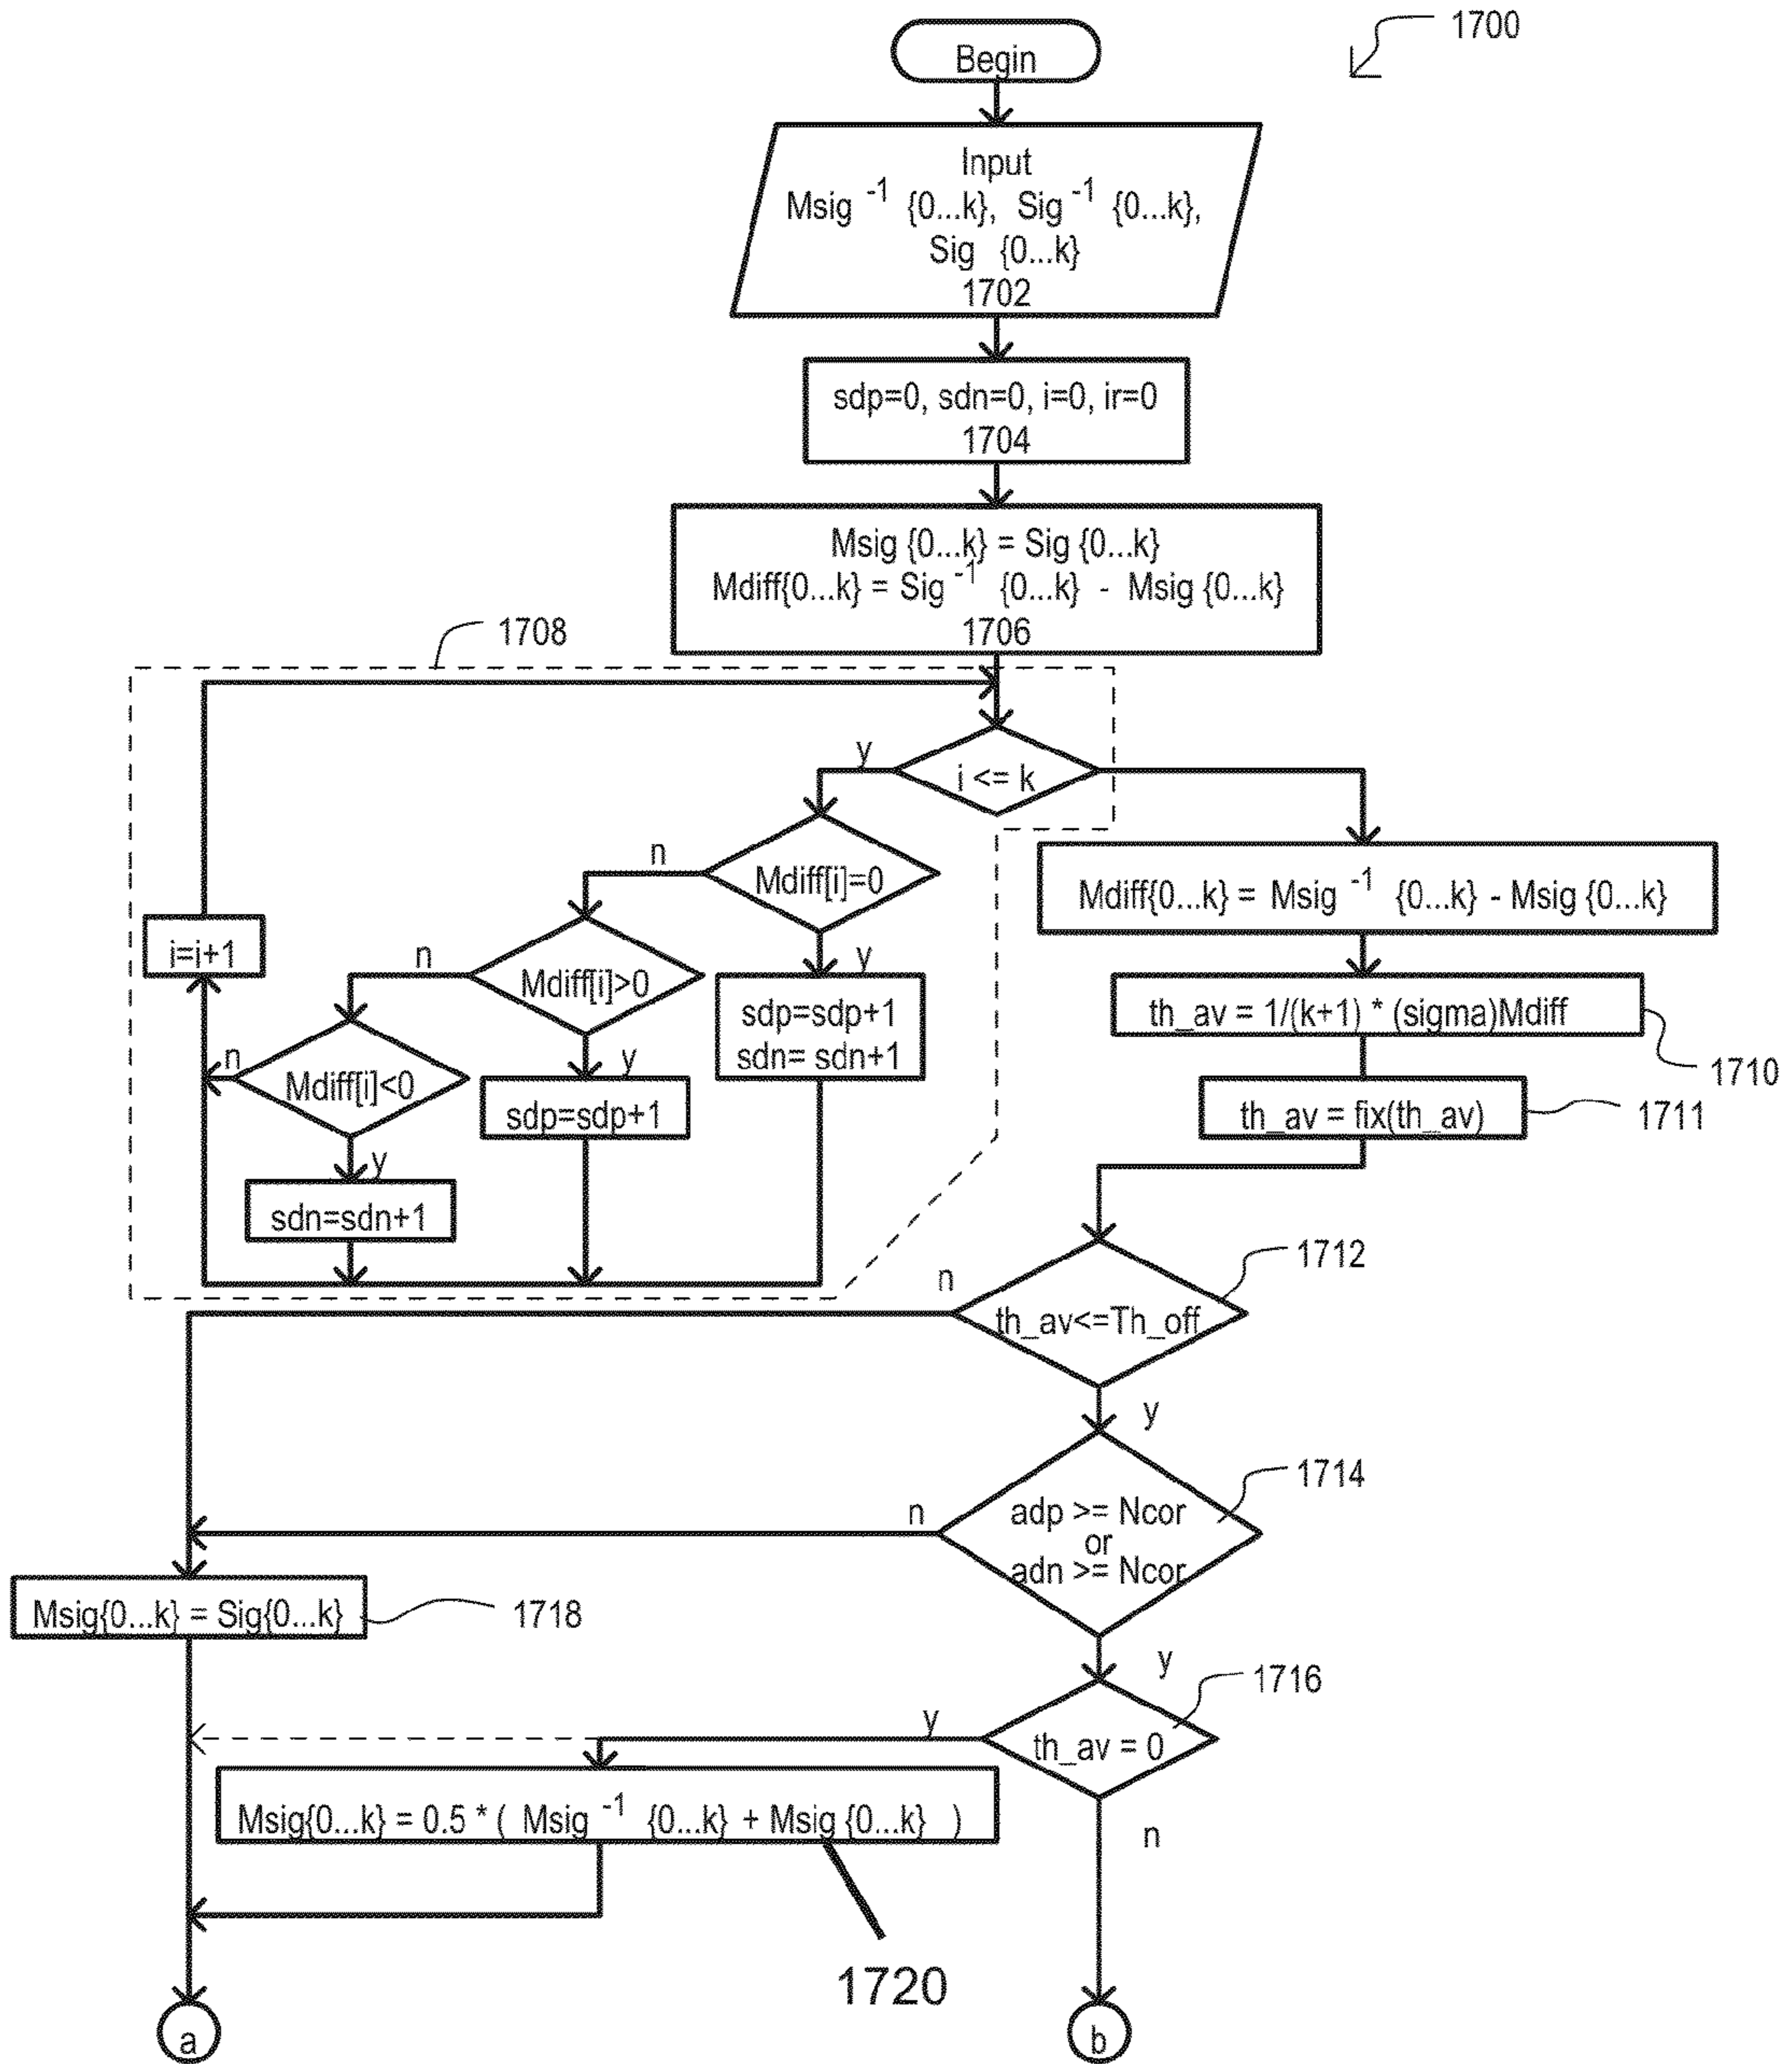 1700
Begin
Input
Msig -1 {0...k}, Sig -1 {0...k},
Sig {0...k}
1702
sdp=0, sdn=0, i=0, ir=0
1704
Msig {0...k} = Sig {0...k}
Mdiff{0...k} = Sig -1 {0...k} - Msig {0...k}
1706
1708
y
i <= k
n
Mdiff[i]=0
Mdiff{0...k} = Msig -1 {0...k} - Msig {0...k}
i=i+1
n
Mdiff[i]>0
y
sdp=sdp+1
sdn= sdn+1
th_av = 1/(k+1) * (sigma)Mdiff
1710
n
Mdiff[i]<0
y
sdp=sdp+1
th_av = fix(th_av)
1711
y
sdn=sdn+1
1712
n
th_av<=Th_off
y
1714
n
adp >= Ncor
or
adn >= Ncor
Msig{0...k} = Sig{0...k}
1718
y
1716
y
th_av = 0
Msig{0...k} = 0.5 * ( Msig -1 {0...k} + Msig {0...k} )
n
1720
a
b